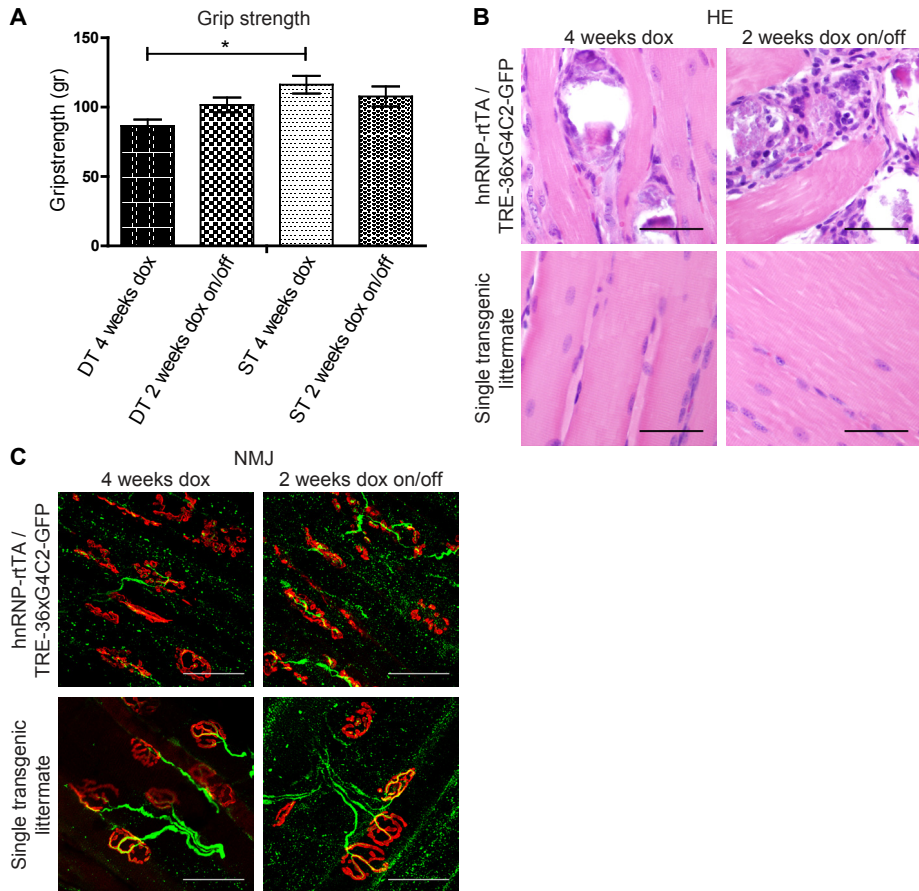 A
Grip strength
Gripstrength (gr)
150
100
50
0
*
DT 4 weeks dox
DT 2 weeks dox on/off
ST 4 weeks dox
ST 2 weeks dox on/off
B
HE
4 weeks dox
2 weeks dox on/off
hnRNP-rtTA /
TRE-36xG4C2-GFP
Single transgenic
littermate
C
NMJ
4 weeks dox
2 weeks dox on/off
hnRNP-rtTA /
TRE-36xG4C2-GFP
Single transgenic
littermate